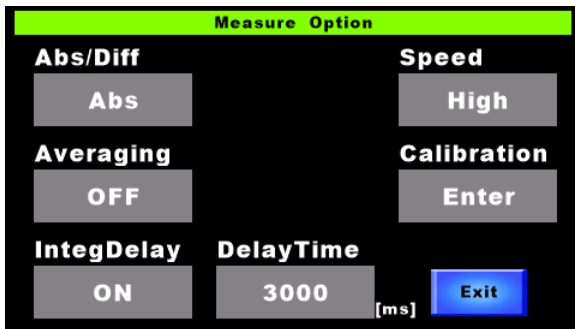 Measure Option
Abs/Diff
Speed
Abs
High
Averaging
Calibration
OFF
Enter
IntegDelay
DelayTime
ON
3000
[ms]
Exit